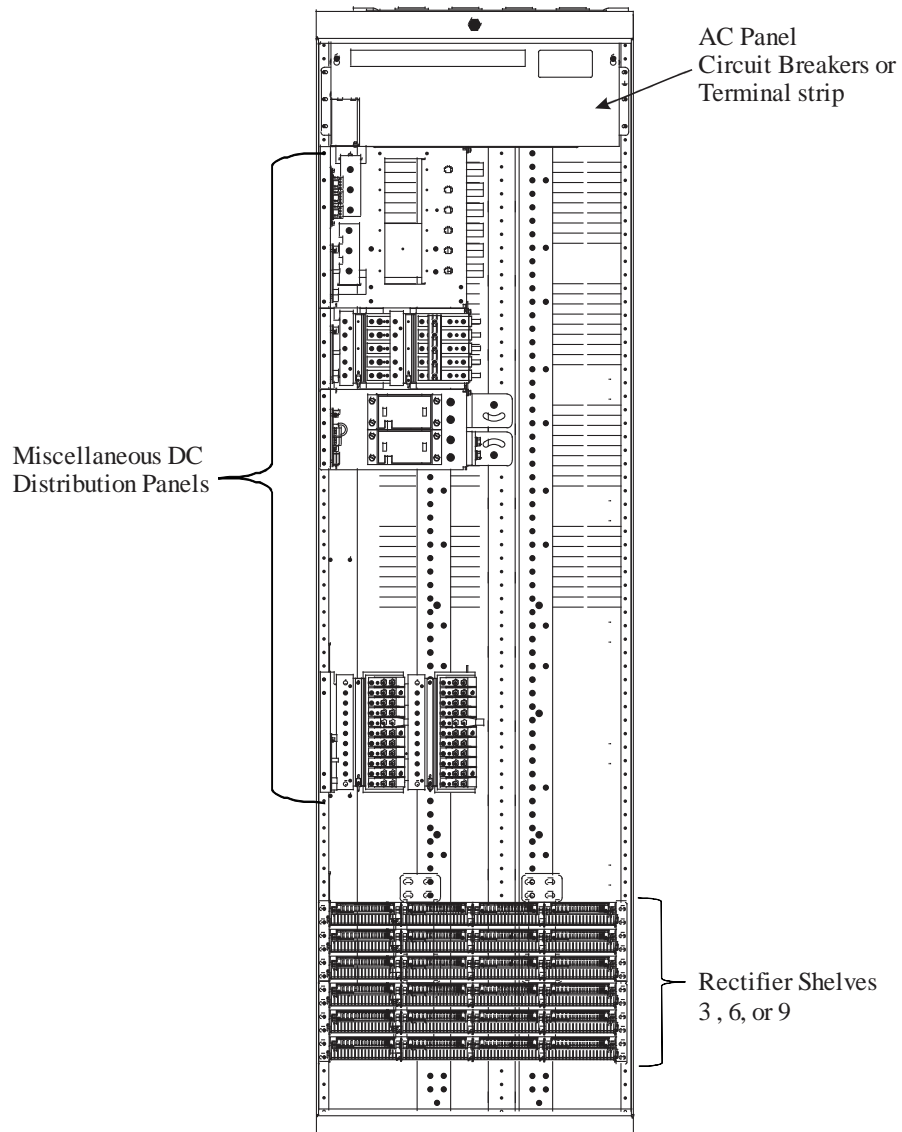 AC Panel
Circuit Breakers or
Terminal strip
Miscellaneous DC
Distribution Panels
Rectifier Shelves
3 , 6, or 9